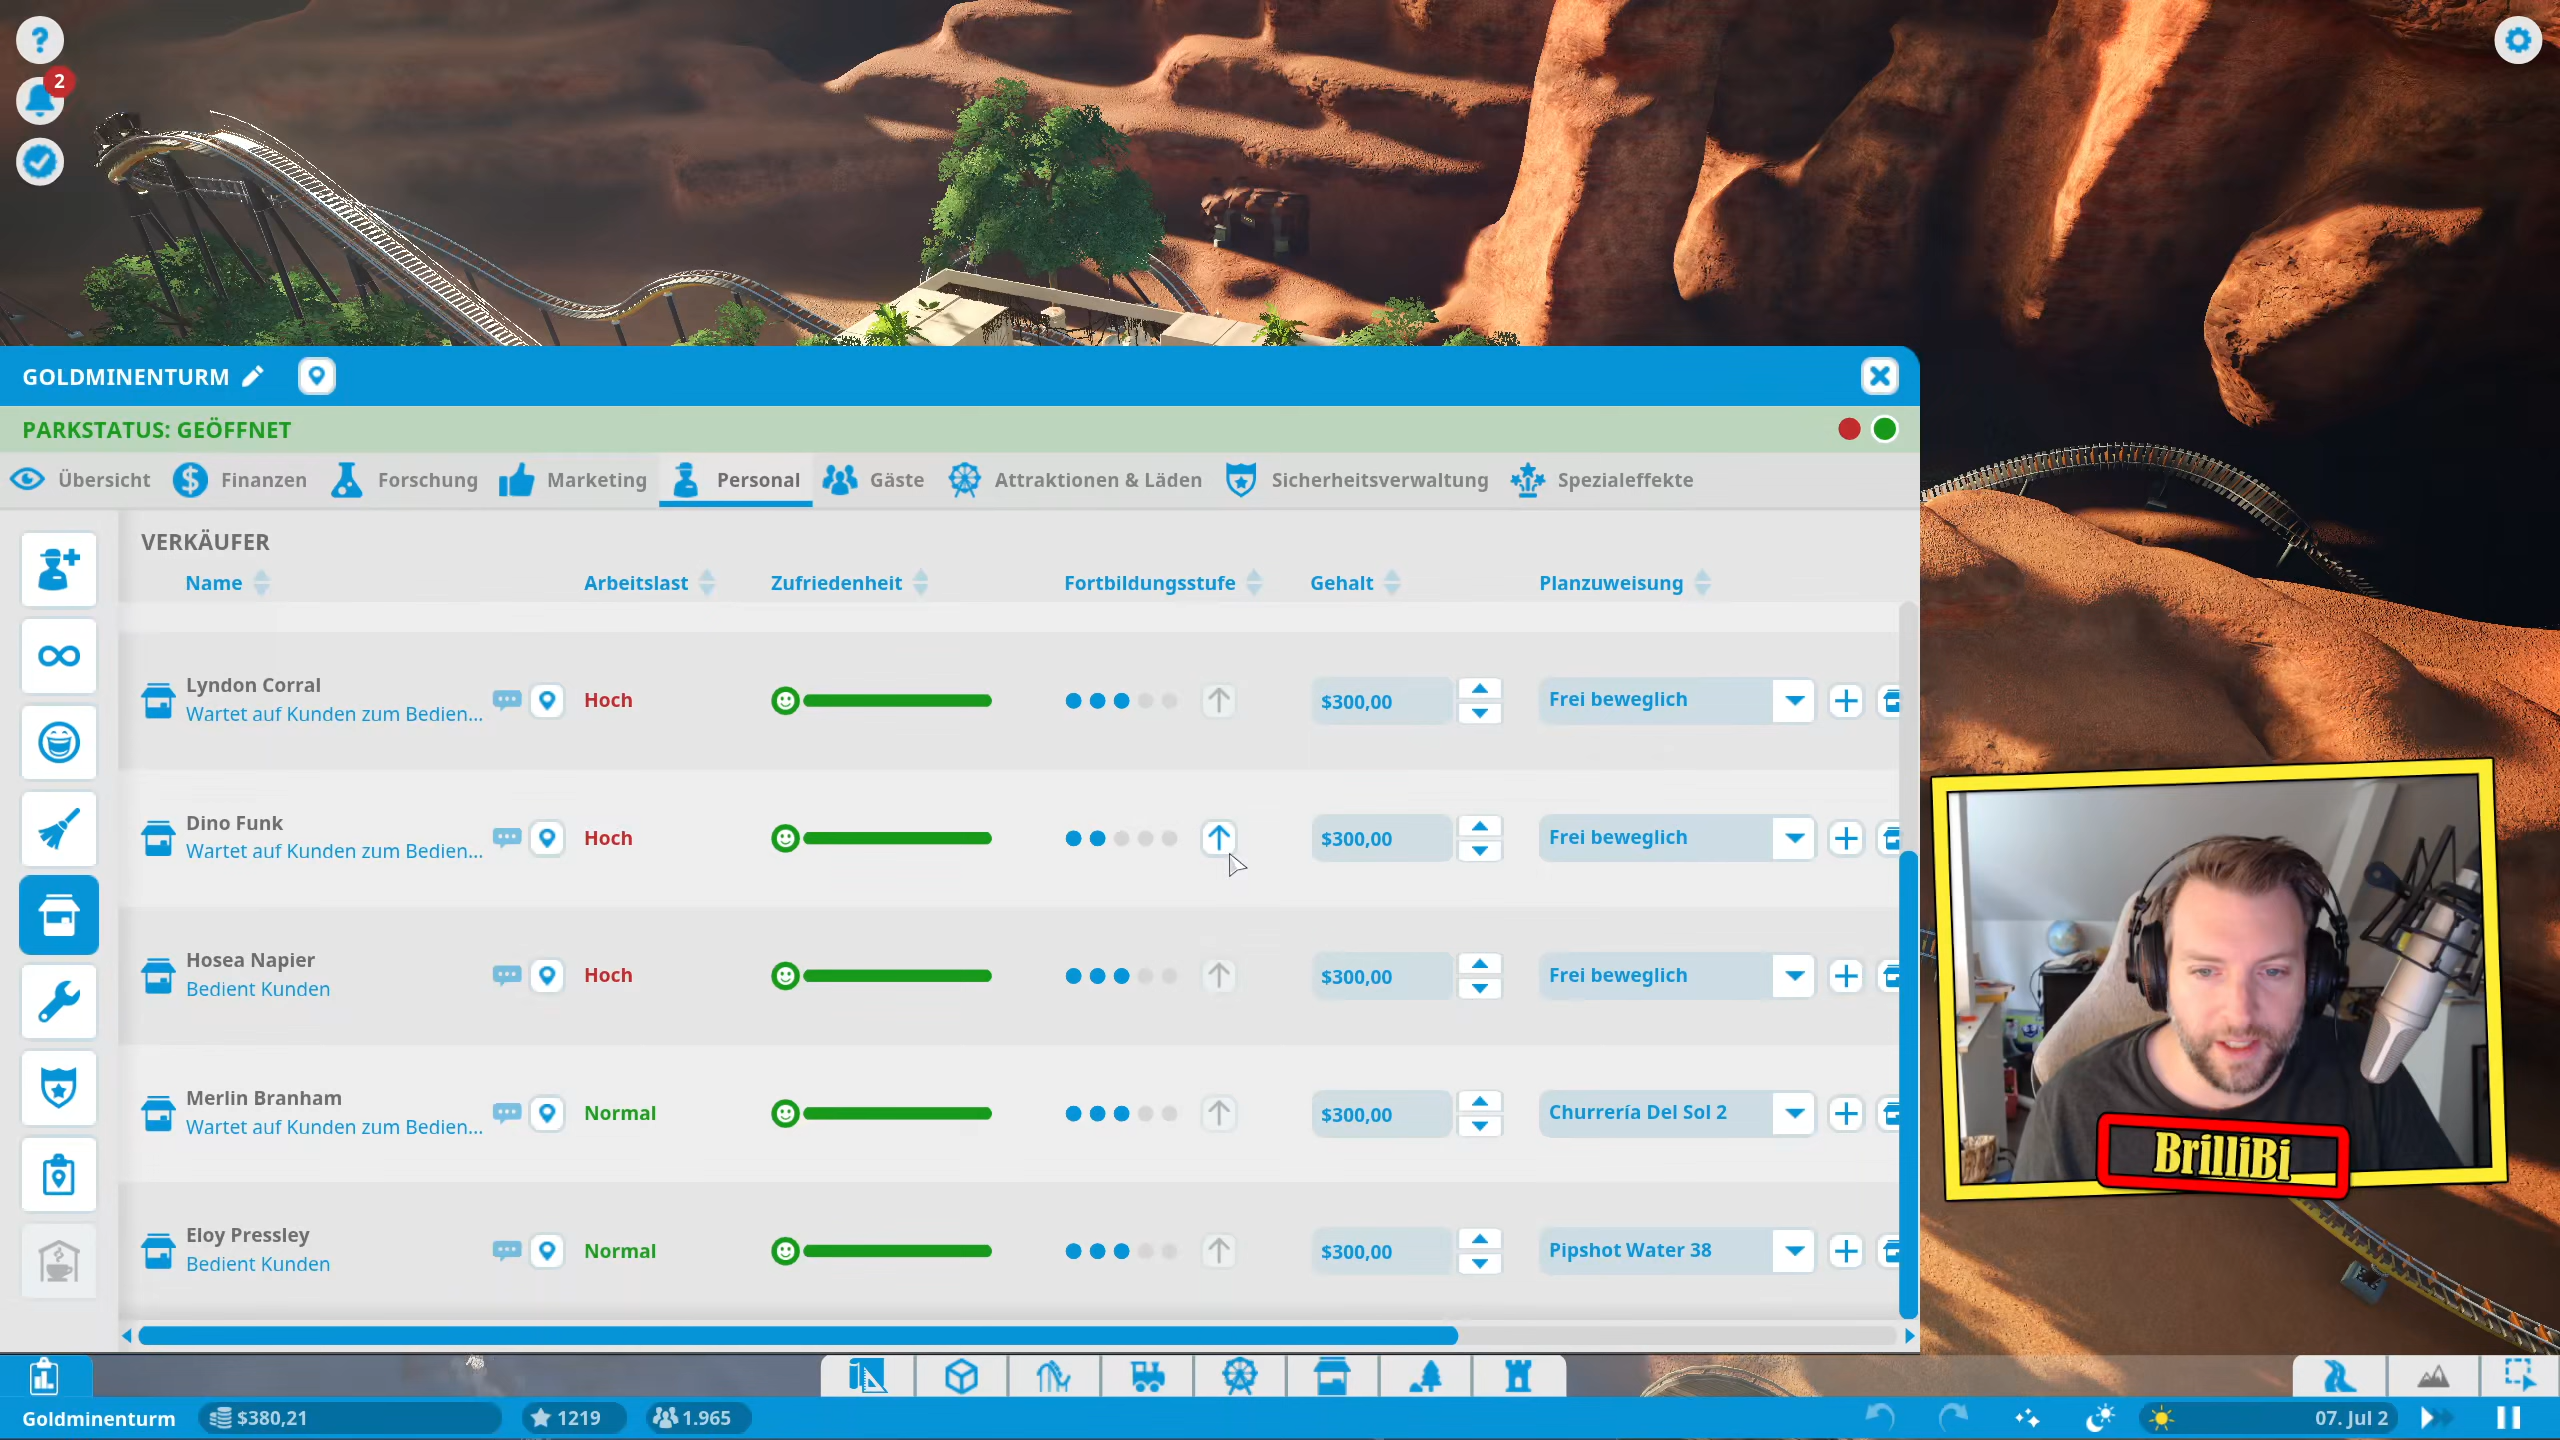 ?
2
GOLDMINENTURM
PARKSTATUS: GEÖFFNET
Übersicht
Finanzen
Forschung
Marketing
Personal
Gäste
Attraktionen & Läden
Sicherheitsverwaltung
Spezialeffekte
VERKÄUFER
Name
Arbeitslast
Zufriedenheit
Fortbildungsstufe
Gehalt
Planzuweisung
Lyndon Corral
Wartet auf Kunden zum Bedien...
Hoch
$300,00
Frei beweglich
Dino Funk
Wartet auf Kunden zum Bedien...
Hoch
$300,00
Frei beweglich
Hosea Napier
Bedient Kunden
Hoch
$300,00
Frei beweglich
Merlin Branham
Wartet auf Kunden zum Bedien...
Normal
$300,00
Churrería Del Sol 2
Eloy Pressley
Bedient Kunden
Normal
$300,00
Pipshot Water 38
BrilliBi
Goldminenturm
$380,21
1219
1.965
07. Jul 2